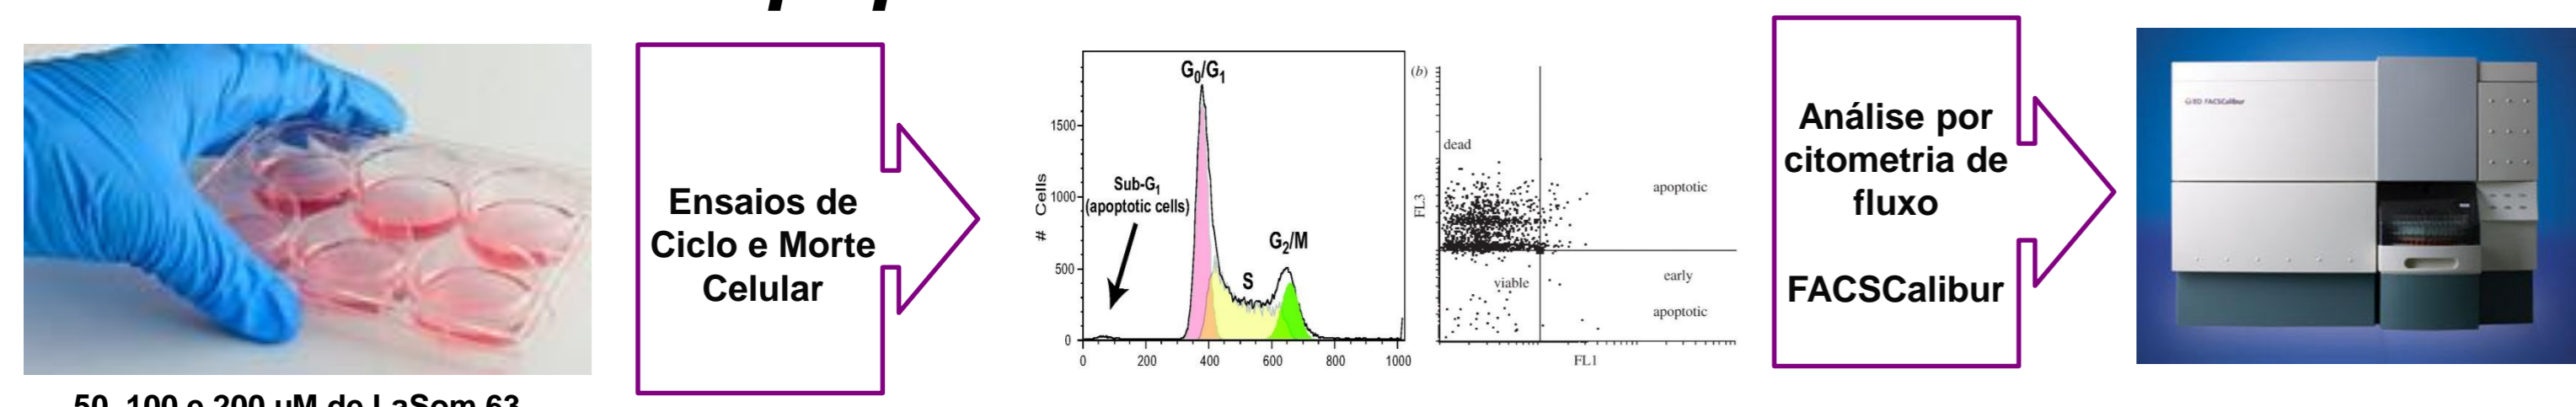 50, 100 e 200 µM de LaSom 63
Ensaios de
Ciclo e Morte
Celular
# Cells
1500
1000
500
0
0 200 400 600 800 1000
G0/G1
Sub-G1
(apoptotic cells)
S
G2/M
(b)
FL3
dead
apoptotic
viable
early
apoptotic
FL1
Análise por
citometria de
fluxo
FACSCalibur
BD FACSCalibur